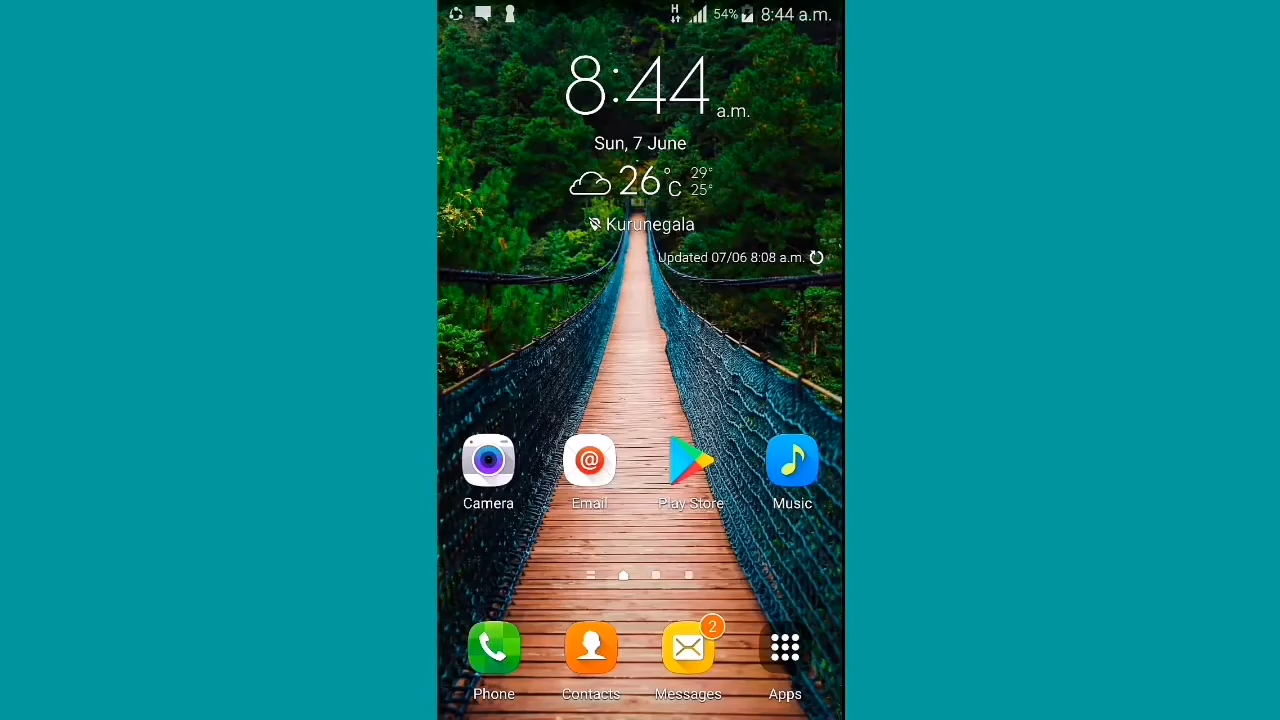 H 54% 8:44 a.m.
8:44 a.m.
Sun, 7 June
26°C 29° 25°
Kurunegala
Updated 07/06 8:08 a.m.
@
Camera Email Play Store Music
2
Phone Contacts Messages Apps